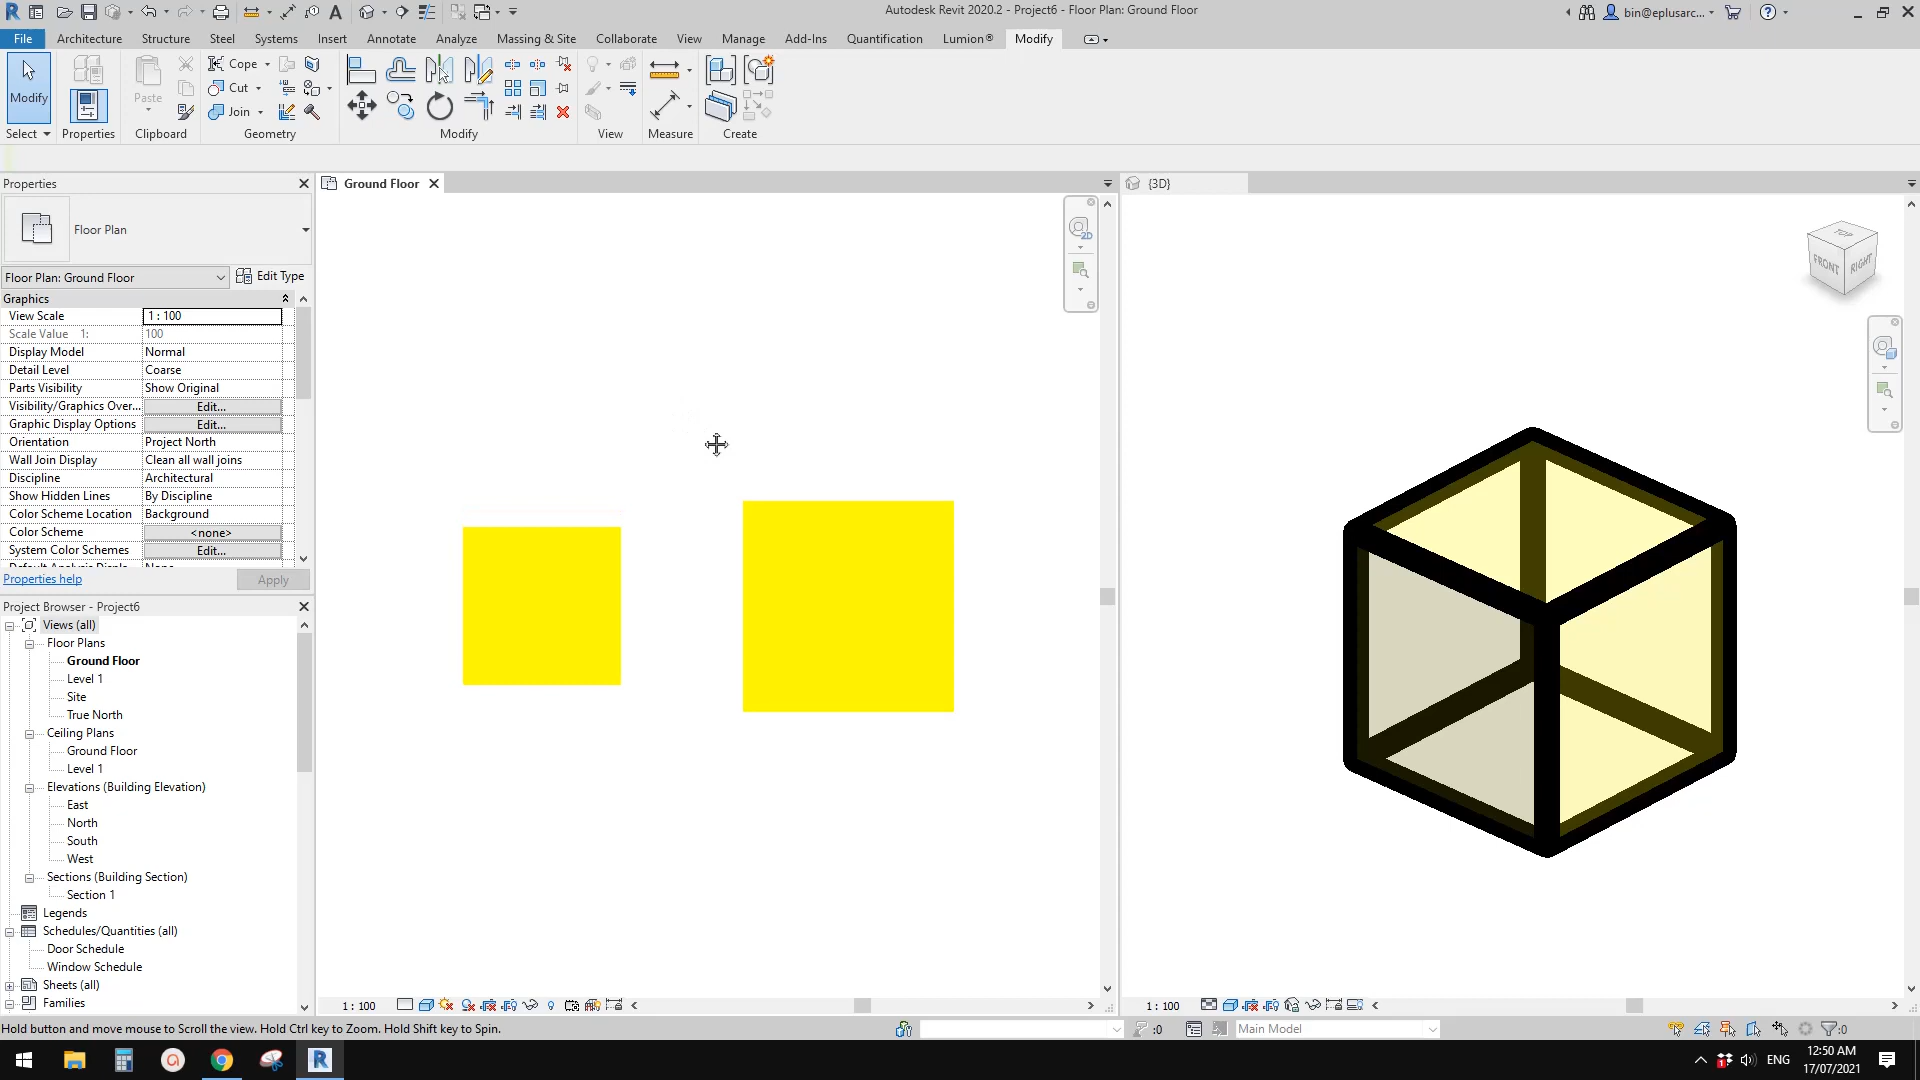 Autodesk Revit 2020.2 - Project6 - Floor Plan: Ground Floor
bin@eplusarc...
File Architecture Structure Steel Systems Insert Annotate Analyze Massing & Site Collaborate View Manage Add-Ins Quantification Lumion® Modify
Modify
Paste
Cope
Cut
Join
Select Properties Clipboard Geometry Modify View Measure Create
Properties
Floor Plan
Floor Plan: Ground Floor
Edit Type
Graphics
View Scale 1 : 100
Scale Value 1: 100
Display Model Normal
Detail Level Coarse
Parts Visibility Show Original
Visibility/Graphics Over... Edit...
Graphic Display Options Edit...
Orientation Project North
Wall Join Display Clean all wall joins
Discipline Architectural
Show Hidden Lines By Discipline
Color Scheme Location Background
Color Scheme <none>
System Color Schemes Edit...
Properties help
Apply
Project Browser - Project6
Views (all)
Floor Plans
Ground Floor
Level 1
Site
True North
Ceiling Plans
Ground Floor
Level 1
Elevations (Building Elevation)
East
North
South
West
Sections (Building Section)
Section 1
Legends
Schedules/Quantities (all)
Door Schedule
Window Schedule
Sheets (all)
Families
Ground Floor
2D
1 : 100
{3D}
TOP
FRONT
RIGHT
1 : 100
Hold button and move mouse to Scroll the view. Hold Ctrl key to Zoom. Hold Shift key to Spin.
:0
Main Model
:0
ENG
12:50 AM
17/07/2021